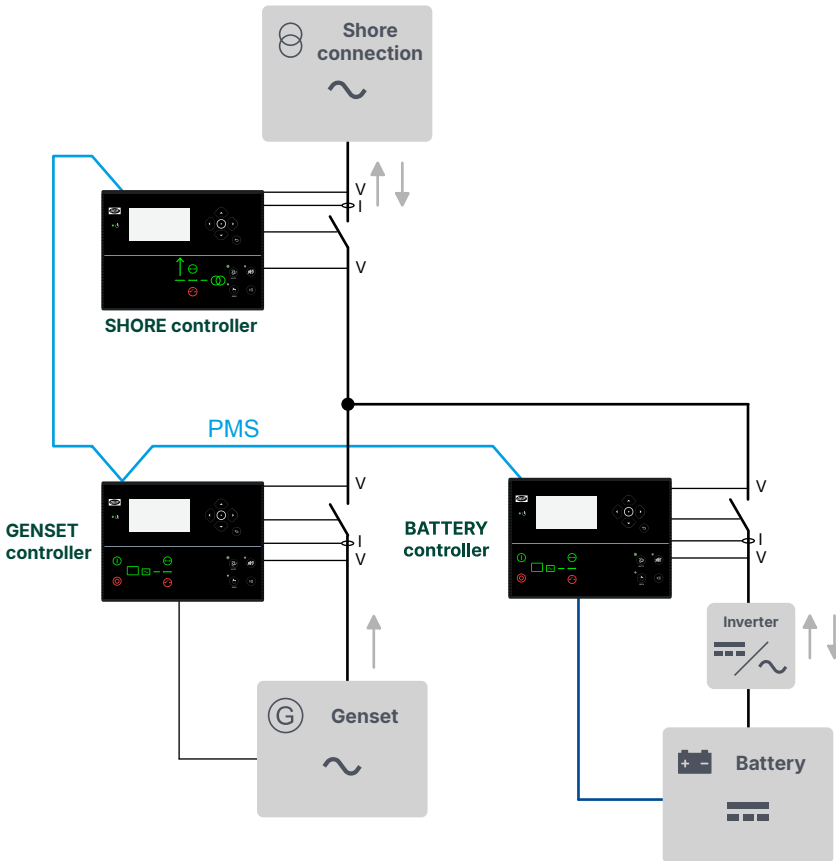 Shore
connection
V
I
V
SHORE controller
PMS
V
I
V
GENSET
controller
V
I
V
BATTERY
controller
Inverter
G
Genset
Battery